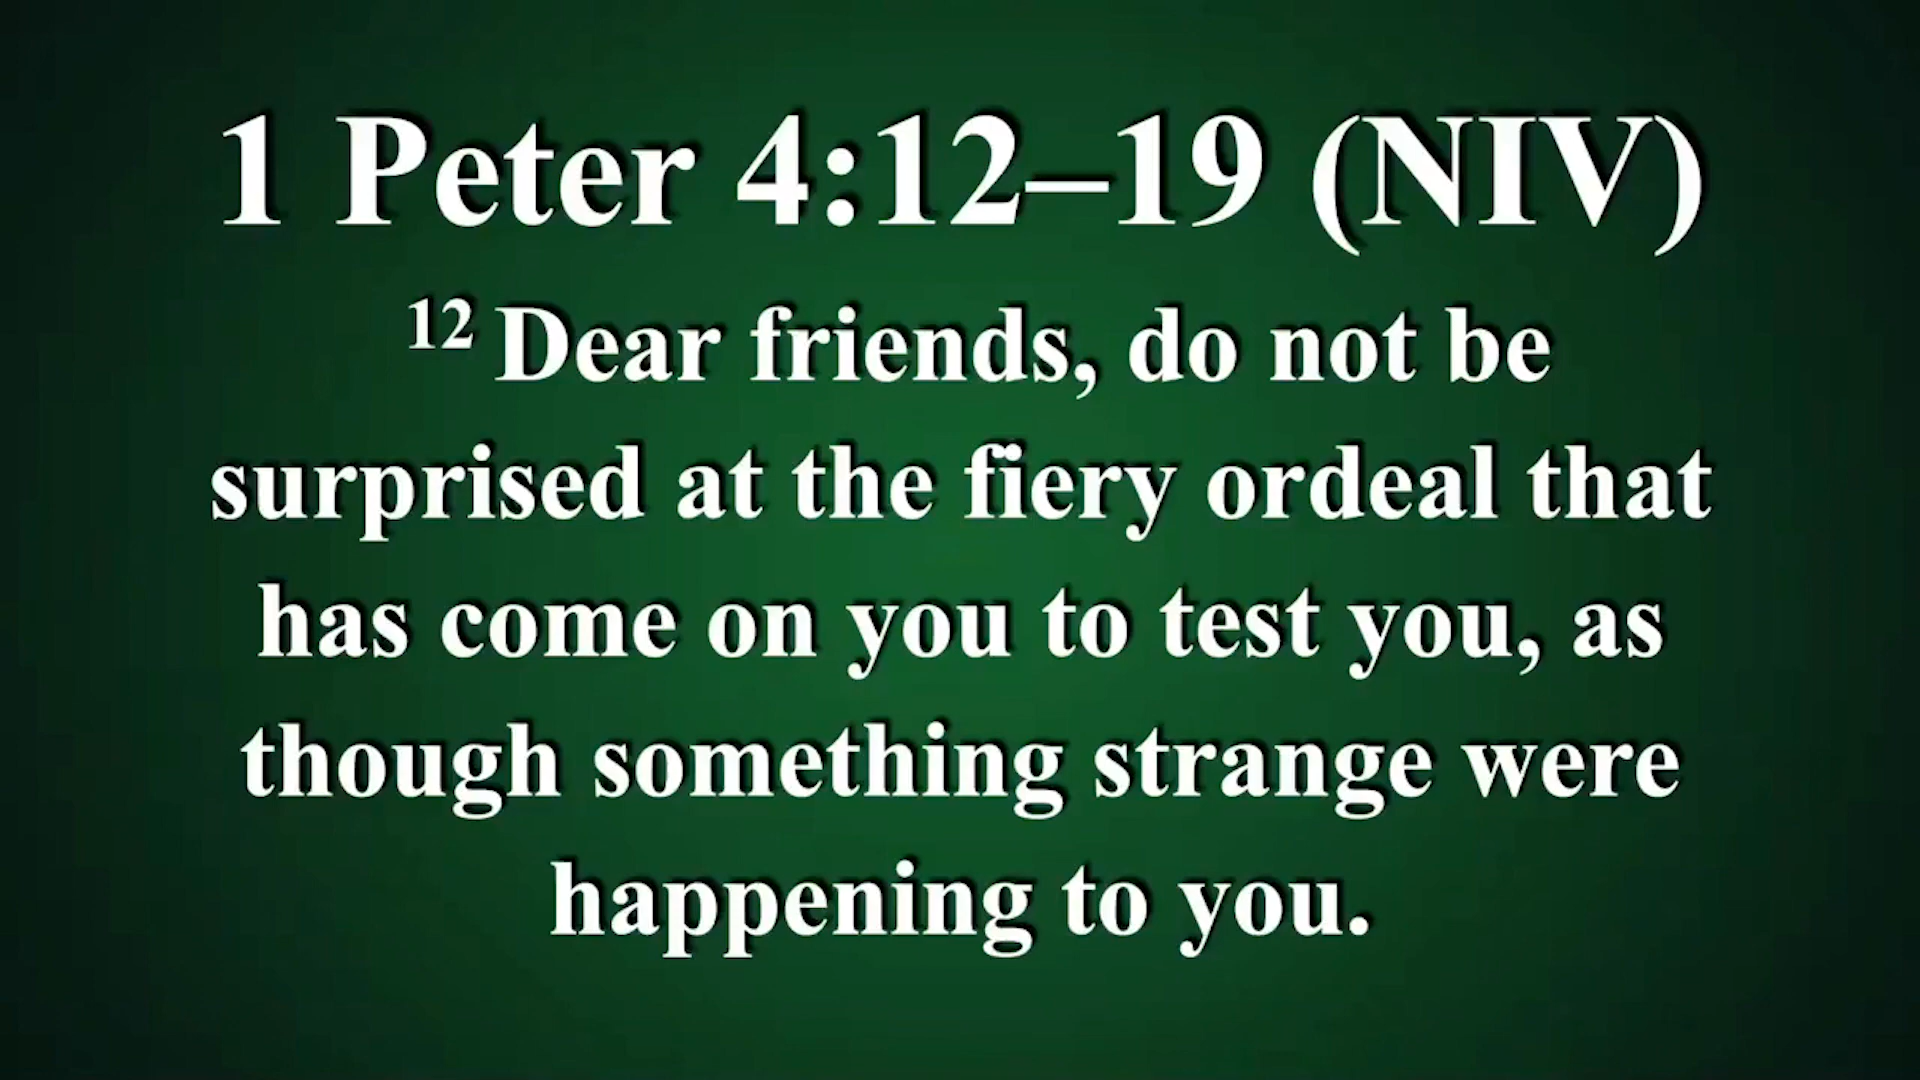 1 Peter 4:12–19 (NIV)
12 Dear friends, do not be
surprised at the fiery ordeal that
has come on you to test you, as
though something strange were
happening to you.